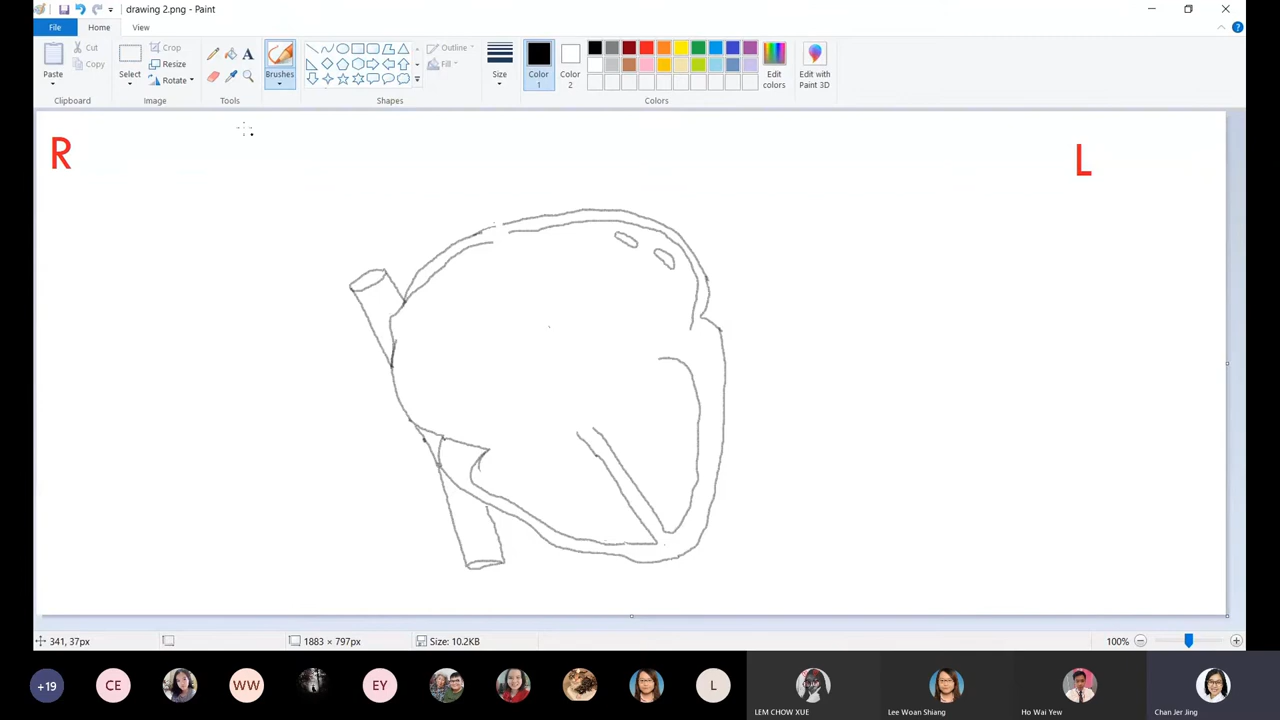 drawing 2.png - Paint
File Home View
Paste
Cut
Copy
Clipboard
Select
Crop
Resize
Rotate
Image
A
Tools
Brushes
Outline
Fill
Shapes
Size
Color
1
Color
2
Edit
colors
Colors
Edit with
Paint 3D
R
L
341, 37px
1883 × 797px
Size: 10.2KB
100%
+19
CE
WW
EY
L
LEM CHOW XUE
Lee Woan Shiang
Ho Wai Yew
Chan Jer Jing